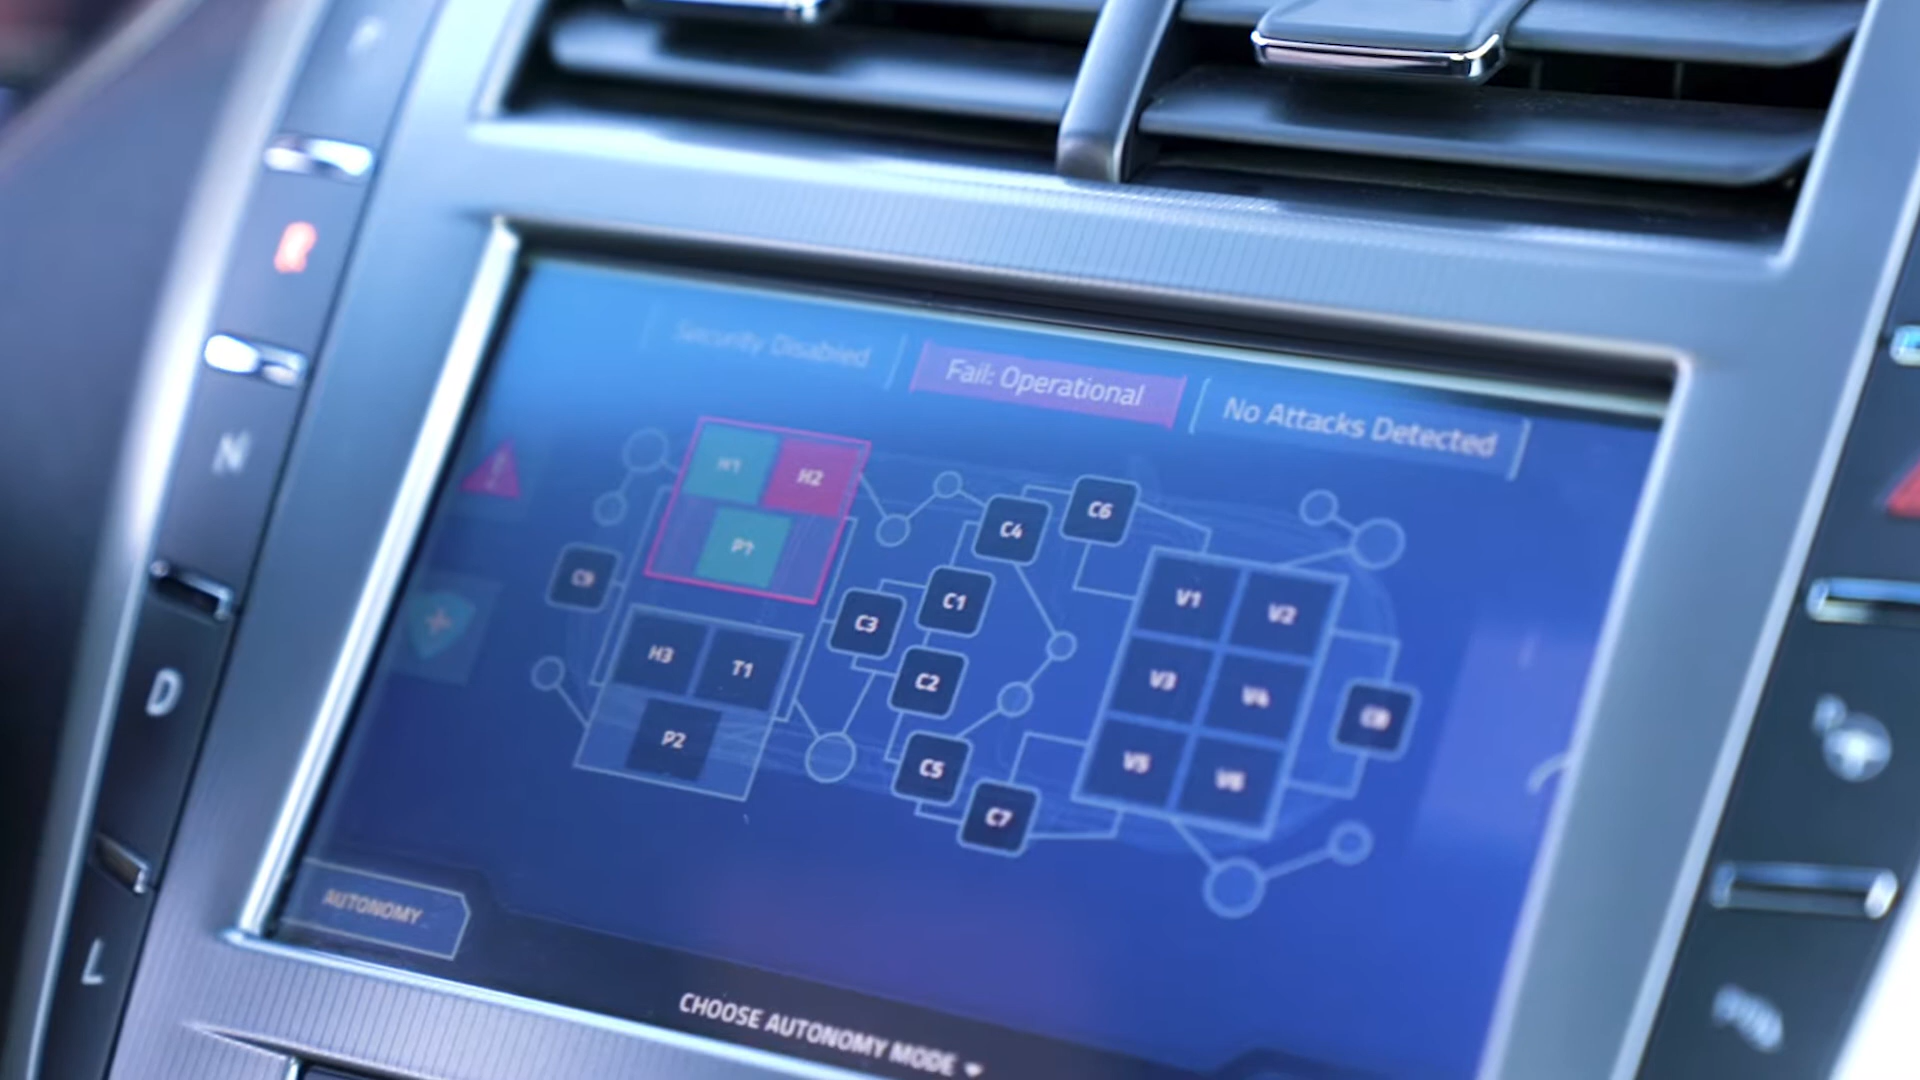 R
N
D
L
Security Disabled
Fail: Operational
No Attacks Detected
H1
H2
P1
C9
H3
T1
P2
C3
C4
C6
C1
C2
C5
C7
V1
V2
V3
V4
V5
V6
C8
AUTONOMY
CHOOSE AUTONOMY MODE